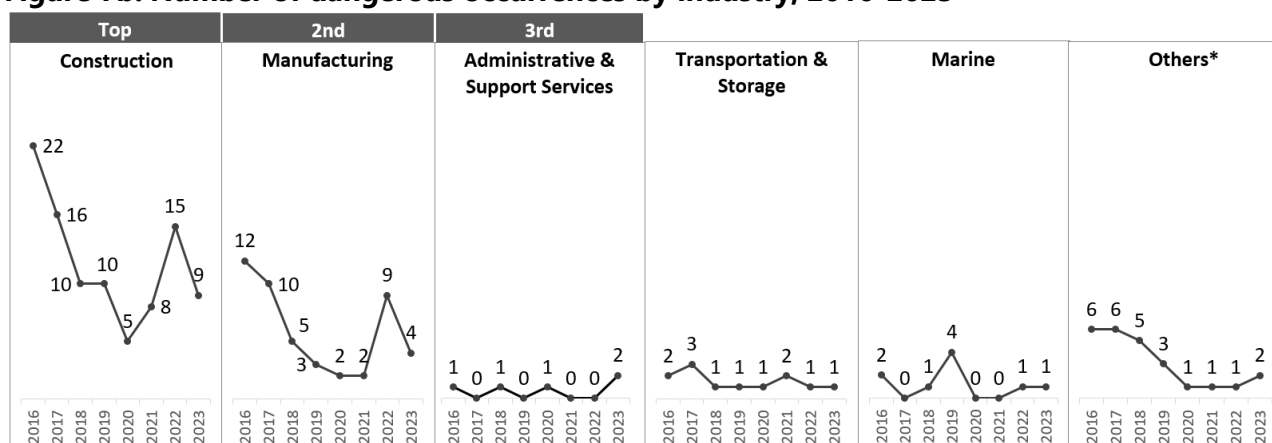 Figure Number of dangerous occurrences by industry, 2016-2023
Top 2nd 3rd
Construction
22
16
10
10
5
8
15
9
2016 2017 2018 2019 2020 2021 2022 2023
Manufacturing
12
10
5
3
2
2
9
4
2016 2017 2018 2019 2020 2021 2022 2023
Administrative &
Support Services
1 0 1 0 1 0 0 2
2016 2017 2018 2019 2020 2021 2022 2023
Transportation &
Storage
2 3 1 1 1 2 1 1
2016 2017 2018 2019 2020 2021 2022 2023
Marine
2 0 1 4 0 0 1 1
2016 2017 2018 2019 2020 2021 2022 2023
Others*
6 6 5 3 1 1 1 2
2016 2017 2018 2019 2020 2021 2022 2023